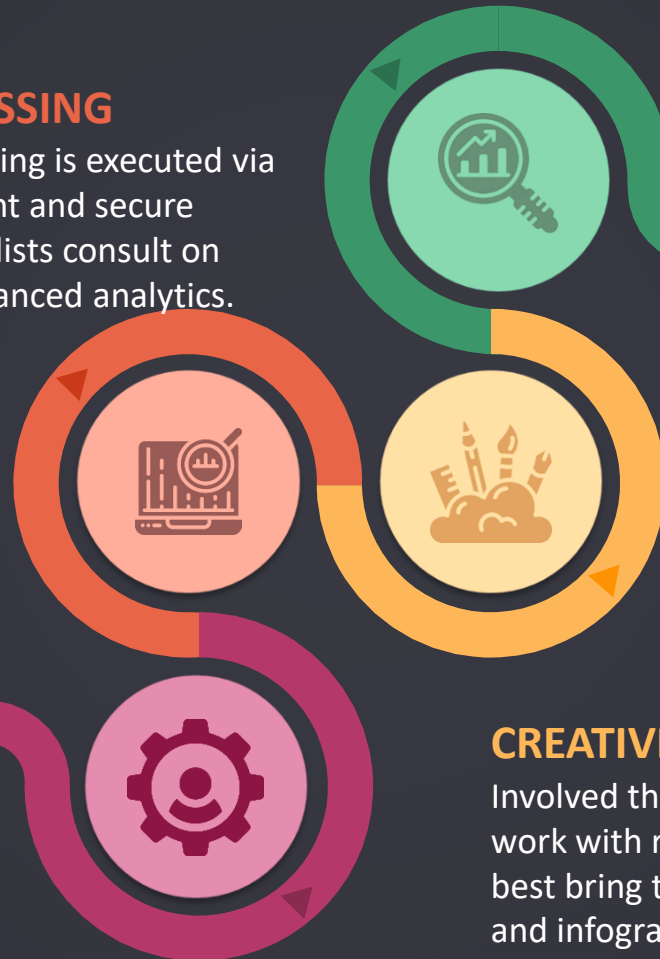 SSING
ing is executed via
nt and secure
lists consult on
anced analytics.
CREATIVE
Involved th
work with
best bring t
and infogra